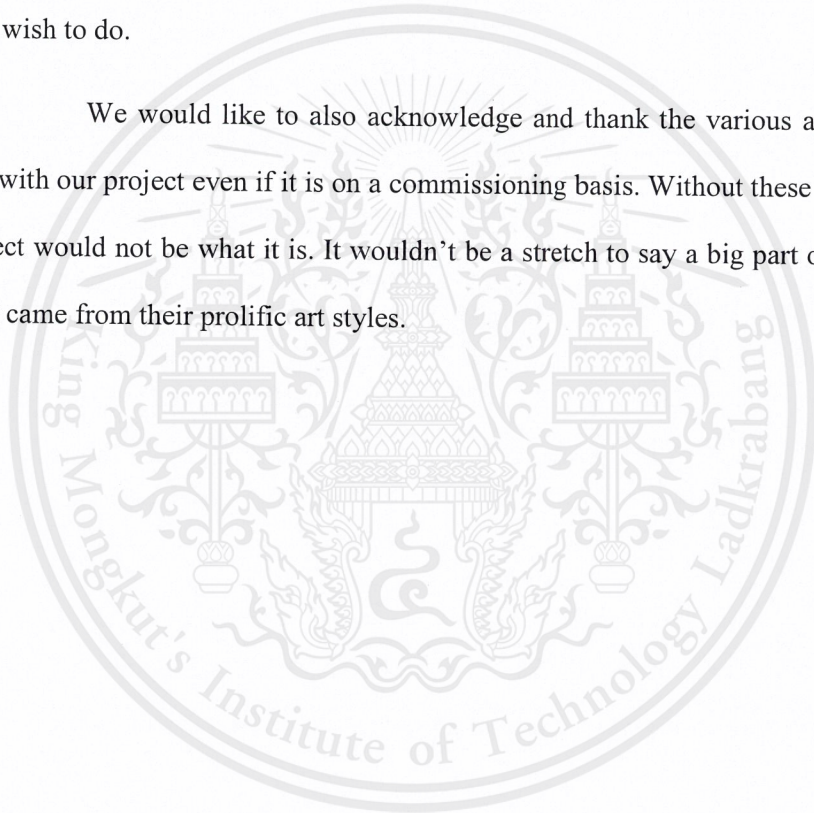 wish to do.
We would like to also acknowledge and thank the various a
with our project even if it is on a commissioning basis. Without these
ect would not be what it is. It wouldn't be a stretch to say a big part o
came from their prolific art styles.
King Mongkut's Institute of Technology Ladkrabang